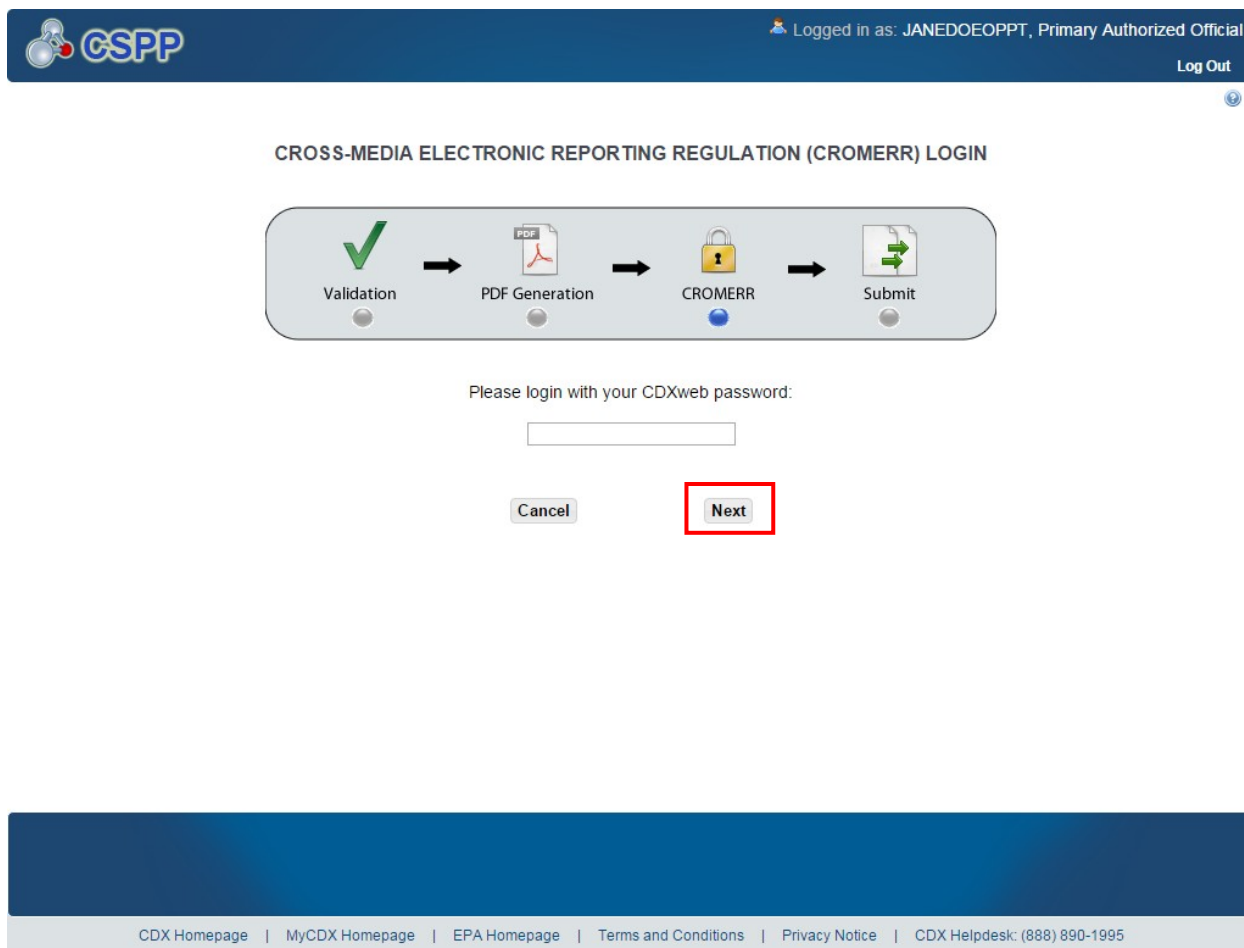 CSPP
Logged in as: JANEDOEOPPT, Primary Authorized Official
Log Out
CROSS-MEDIA ELECTRONIC REPORTING REGULATION (CROMERR) LOGIN
PDF
Validation PDF Generation CROMERR Submit
Please login with your CDXweb password:
Cancel Next
CDX Homepage | MyCDX Homepage | EPA Homepage | Terms and Conditions | Privacy Notice | CDX Helpdesk: (888) 890-1995